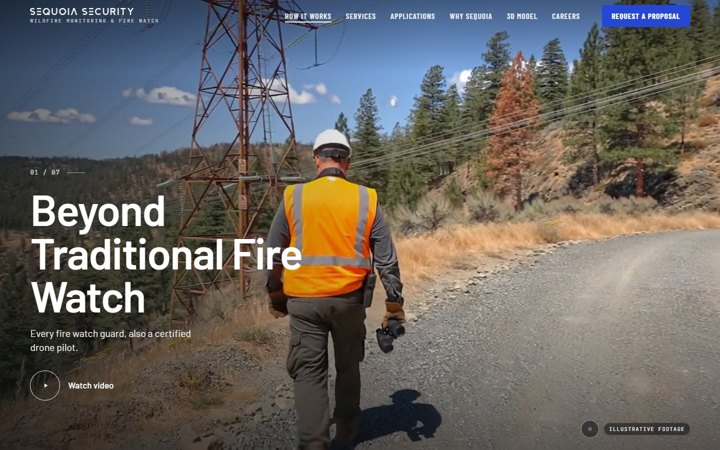 SEQUOIA SECURITY
WILDFIRE MONITORING & FIRE WATCH
HOW IT WORKS
SERVICES
APPLICATIONS
WHY SEQUOIA
3D MODEL
CAREERS
REQUEST A PROPOSAL
01 / 07
Beyond
Traditional Fire
Watch
Every fire watch guard, also a certified
drone pilot.
Watch video
ILLUSTRATIVE FOOTAGE